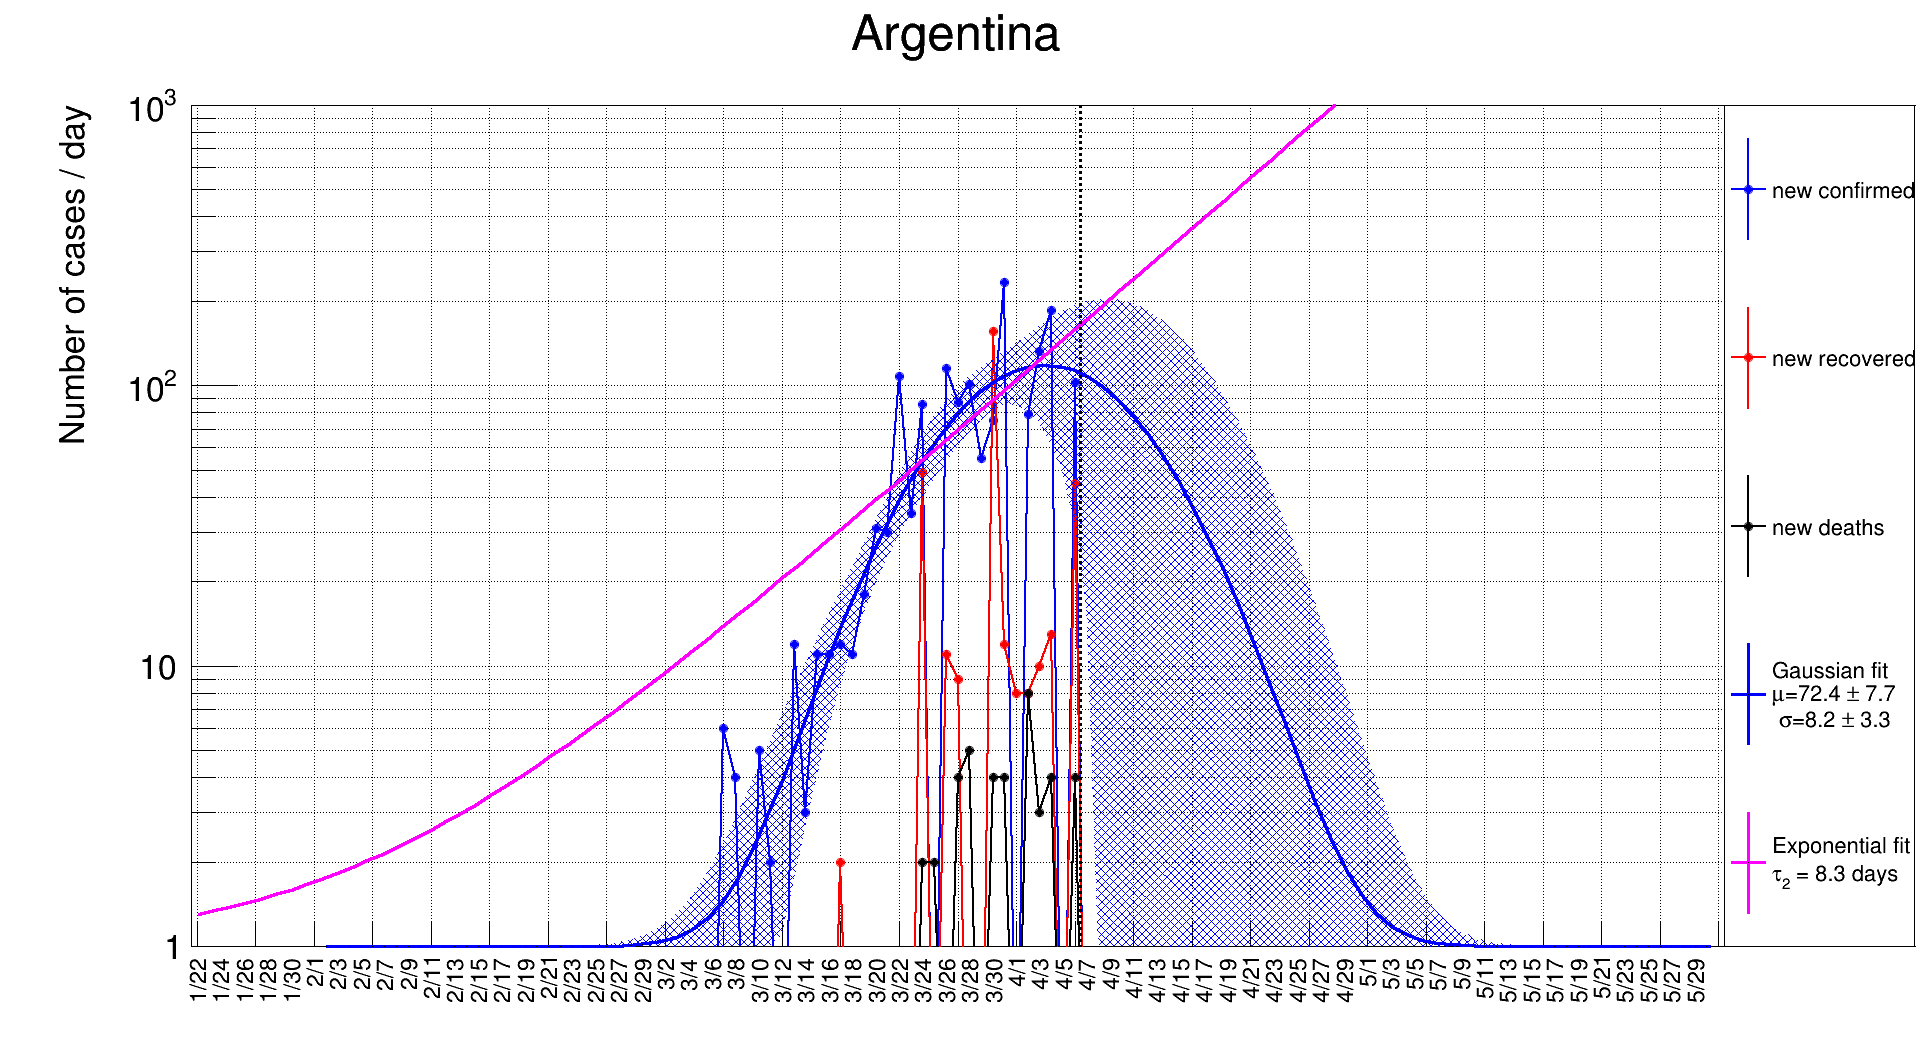 Argentina
Number of cases / day
10³
10²
10
1
1/22 1/24 1/26 1/28 1/30 2/1 2/3 2/5 2/7 2/9 2/11 2/13 2/15 2/17 2/19 2/21 2/23 2/25 2/27 2/29 3/2 3/4 3/6 3/8 3/10 3/12 3/14 3/16 3/18 3/20 3/22 3/24 3/26 3/28 3/30 4/1 4/3 4/5 4/7 4/9 4/11 4/13 4/15 4/17 4/19 4/21 4/23 4/25 4/27 4/29 5/1 5/3 5/5 5/7 5/9 5/11 5/13 5/15 5/17 5/19 5/21 5/23 5/25 5/27 5/29
new confirmed
new recovered
new deaths
Gaussian fit
μ=72.4 ± 7.7
σ=8.2 ± 3.3
Exponential fit
τ₂ = 8.3 days